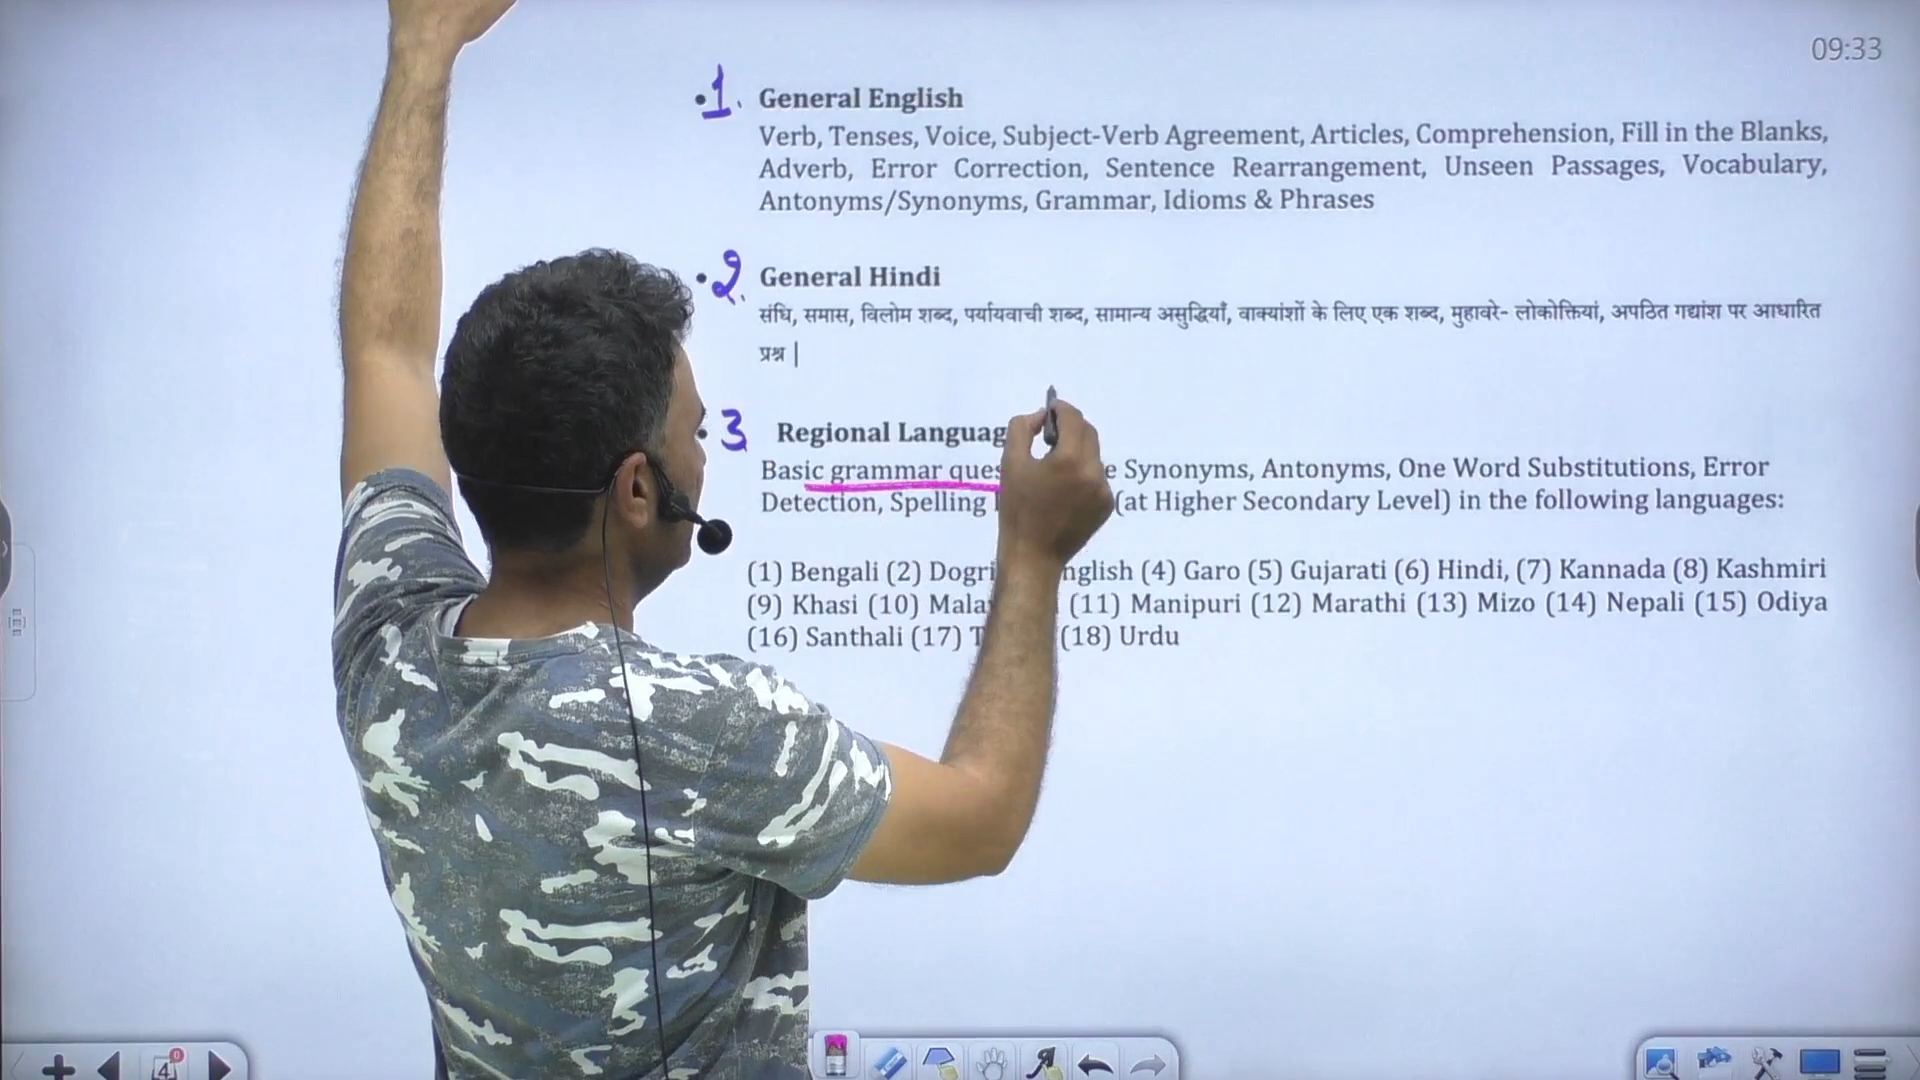 09:33
•1. General English
Verb, Tenses, Voice, Subject-Verb Agreement, Articles, Comprehension, Fill in the Blanks,
Adverb, Error Correction, Sentence Rearrangement, Unseen Passages, Vocabulary,
Antonyms/Synonyms, Grammar, Idioms & Phrases
•2. General Hindi
संधि, समास, विलोम शब्द, पर्यायवाची शब्द, सामान्य असुद्धियाँ, वाक्यांशों के लिए एक शब्द, मुहावरे- लोकोक्तियां, अपठित गद्यांश पर आधारित
प्रश्न |
• 3 Regional
Basic grammar Synonyms, Antonyms, One Word Substitutions, Error
Detection, Spelling (at Higher Secondary Level) in the following languages:
(1) Bengali (2) Dogri (4) Garo (5) Gujarati (6) Hindi, (7) Kannada (8) Kashmiri
(9) Khasi (10) (11) Manipuri (12) Marathi (13) Mizo (14) Nepali (15) Odiya
(16) Santhali (17) (18) Urdu
4
0